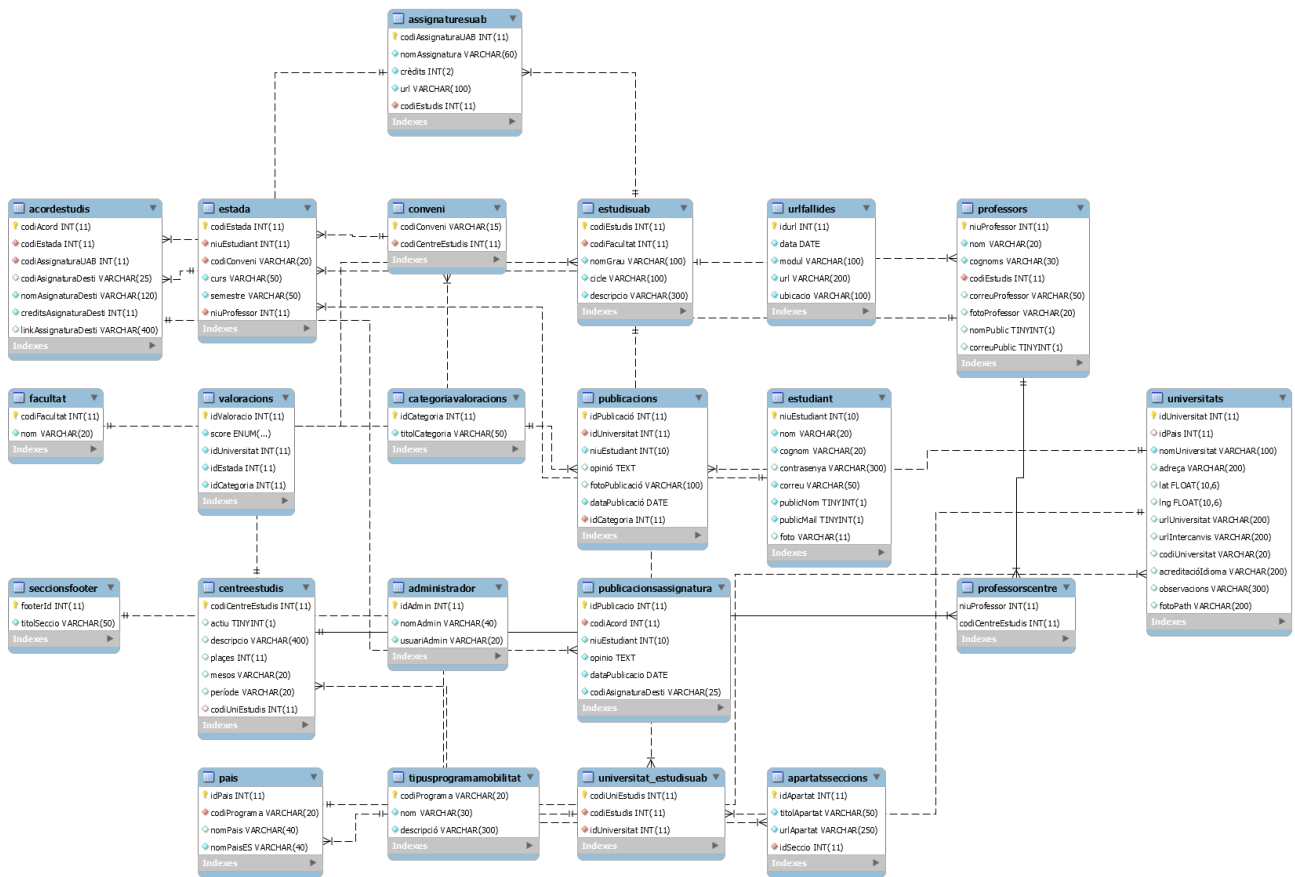 assignaturesuab
codiAssignaturaUAB INT(11)
nomAssignatura VARCHAR(60)
crèdits INT(2)
url VARCHAR(100)
codiEstudis INT(11)
Indexes
acordestudis
codiAcord INT(11)
codiEstada INT(11)
codiAssignaturaUAB INT(11)
codiAsignaturaDesti VARCHAR(25)
nomAsignaturaDesti VARCHAR(120)
creditsAsignaturaDesti INT(11)
linkAssignaturaDesti VARCHAR(400)
Indexes
estada
codiEstada INT(11)
niuEstudiant INT(11)
codiConveni VARCHAR(20)
curs VARCHAR(50)
semestre VARCHAR(50)
niuProfessor INT(11)
Indexes
conveni
codiConveni VARCHAR(15)
codiCentreEstudis INT(11)
Indexes
estudisuab
codiEstudis INT(11)
codiFacultat INT(11)
nomGrau VARCHAR(100)
cicle VARCHAR(100)
descripcio VARCHAR(300)
Indexes
urlfallides
idurl INT(11)
data DATE
modul VARCHAR(100)
url VARCHAR(200)
ubicacio VARCHAR(100)
Indexes
professors
niuProfessor INT(11)
nom VARCHAR(20)
cognoms VARCHAR(30)
codiEstudis INT(11)
correuProfessor VARCHAR(50)
fotoProfessor VARCHAR(20)
nomPublic TINYINT(1)
correuPublic TINYINT(1)
Indexes
facultat
codiFacultat INT(11)
nom VARCHAR(20)
Indexes
valoracions
idValoracio INT(11)
score ENUM(...)
idUniversitat INT(11)
idEstada INT(11)
idCategoria INT(11)
Indexes
categoriavaloracions
idCategoria INT(11)
titolCategoria VARCHAR(50)
Indexes
publicacions
idPublicació INT(11)
idUniversitat INT(11)
niuEstudiant INT(10)
opinió TEXT
fotoPublicació VARCHAR(100)
dataPublicació DATE
idCategoria INT(11)
Indexes
estudiant
niuEstudiant INT(10)
nom VARCHAR(20)
cognom VARCHAR(20)
contrasenya VARCHAR(300)
correu VARCHAR(50)
publicNom TINYINT(1)
publicMail TINYINT(1)
foto VARCHAR(11)
Indexes
universitats
idUniversitat INT(11)
idPais INT(11)
nomUniversitat VARCHAR(100)
adreça VARCHAR(200)
lat FLOAT(10,6)
lng FLOAT(10,6)
urlUniversitat VARCHAR(200)
urlIntercanvis VARCHAR(200)
codiUniversitat VARCHAR(20)
acreditacióIdioma VARCHAR(200)
observacions VARCHAR(300)
fotoPath VARCHAR(200)
Indexes
seccionsfooter
footerId INT(11)
titolSeccio VARCHAR(50)
Indexes
centreestudis
codiCentreEstudis INT(11)
actiu TINYINT(1)
descripcio VARCHAR(400)
plaçes INT(11)
mesos VARCHAR(20)
període VARCHAR(20)
codiUniEstudis INT(11)
Indexes
administrador
idAdmin INT(11)
nomAdmin VARCHAR(40)
usuariAdmin VARCHAR(20)
Indexes
publicacionsassignatura
idPublicacio INT(11)
codiAcord INT(11)
niuEstudiant INT(10)
opinio TEXT
dataPublicacio DATE
codiAsignaturaDesti VARCHAR(25)
Indexes
professorscentre
niuProfessor INT(11)
codiCentreEstudis INT(11)
Indexes
pais
idPais INT(11)
codiPrograma VARCHAR(20)
nomPais VARCHAR(40)
nomPaisES VARCHAR(40)
Indexes
tipusprogramamobilitat
codiPrograma VARCHAR(20)
nom VARCHAR(30)
descripció VARCHAR(300)
Indexes
universitat_estudisuab
codiUniEstudis INT(11)
codiEstudis INT(11)
idUniversitat INT(11)
Indexes
apartatsseccions
idApartat INT(11)
titolApartat VARCHAR(50)
urlApartat VARCHAR(250)
idSeccio INT(11)
Indexes